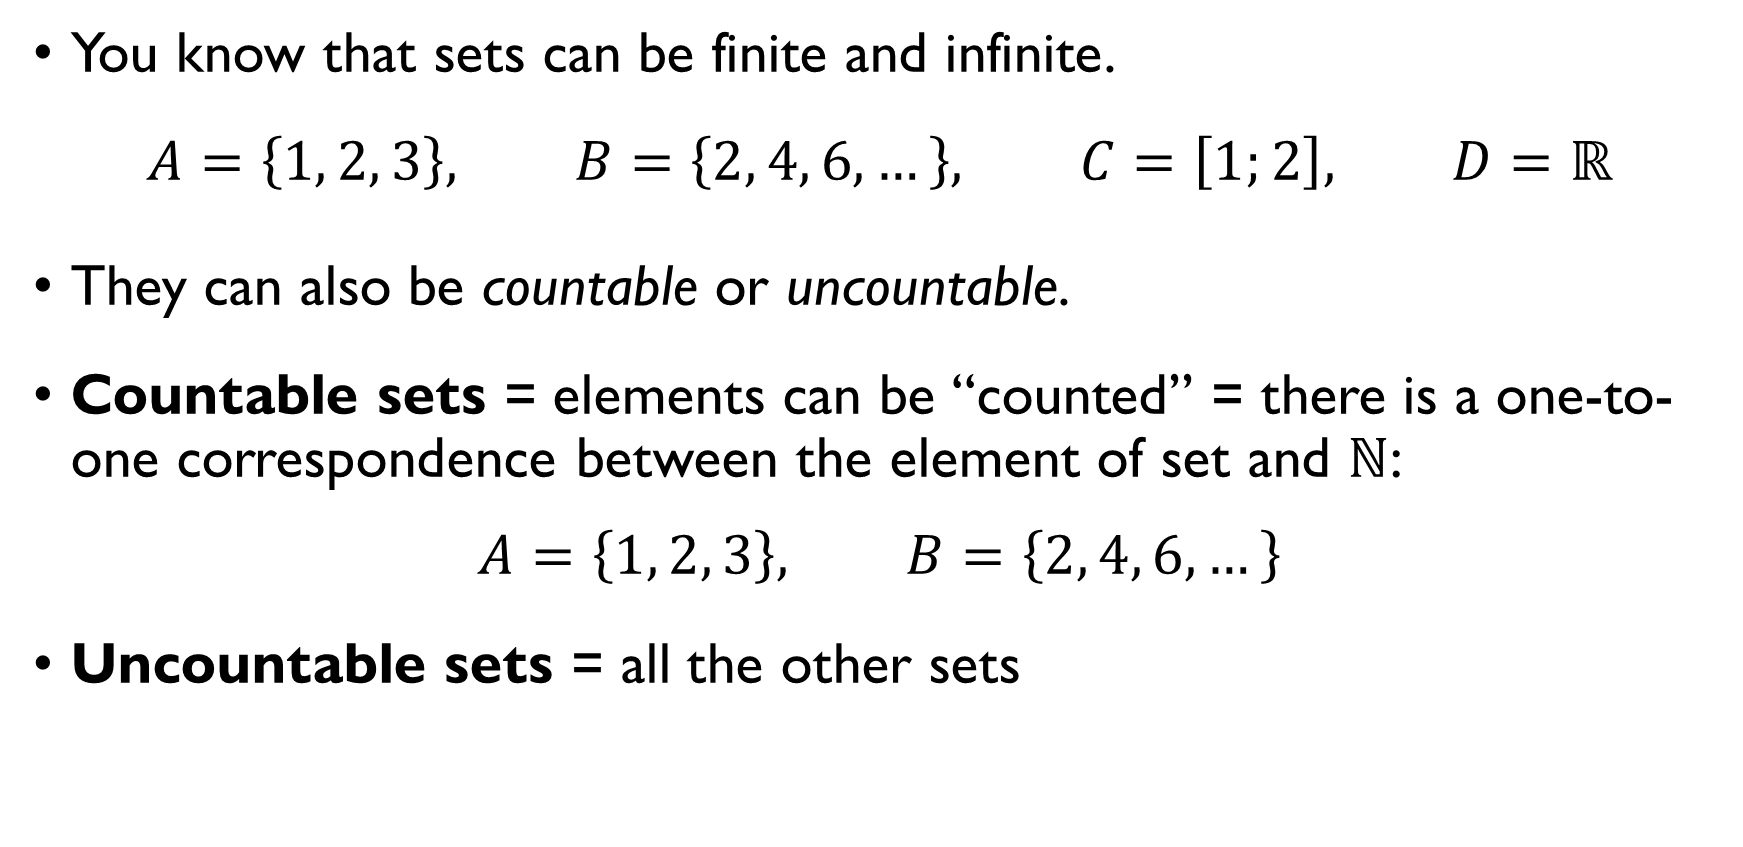 • You know that sets can be finite and infinite.
A = {1, 2, 3}, B = {2, 4, 6, … }, C = [1; 2], D = ℝ
• They can also be countable or uncountable.
• Countable sets = elements can be “counted” = there is a one-to-
one correspondence between the element of set and ℕ:
A = {1, 2, 3}, B = {2, 4, 6, … }
• Uncountable sets = all the other sets